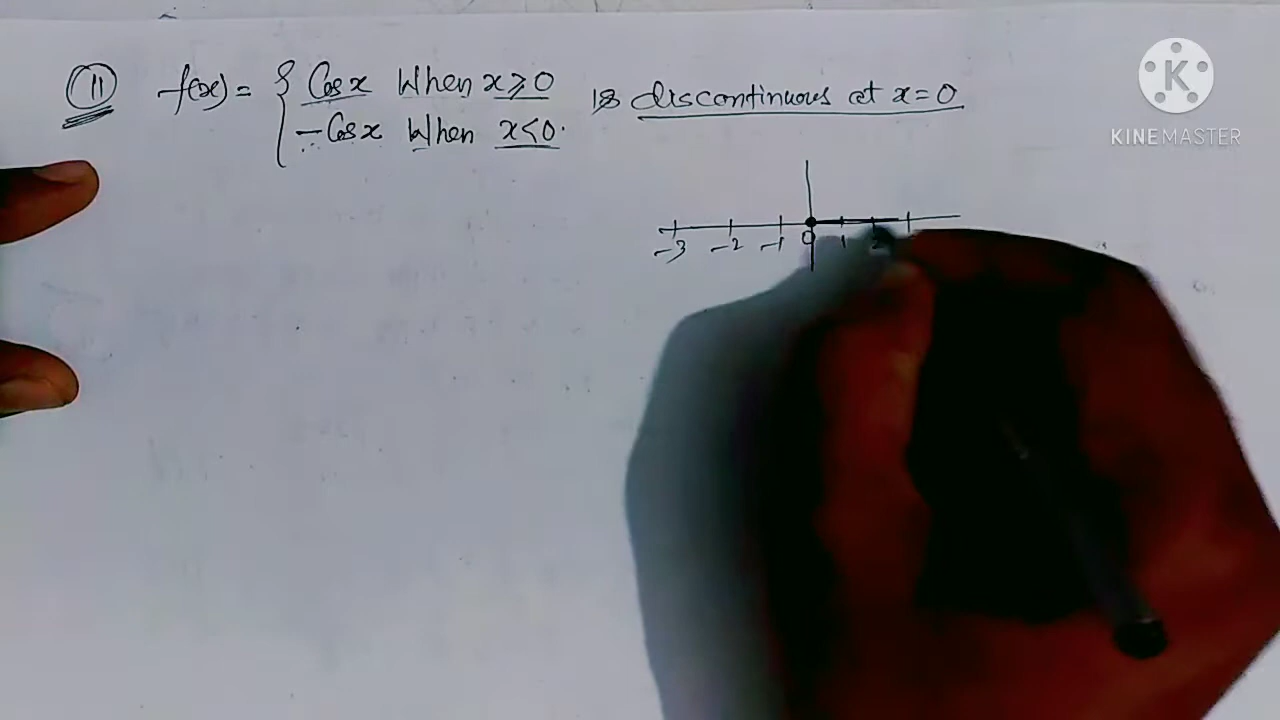 11 f(x) = { Cos x When x ⩾ 0 is discontinuous at x=0
- Cos x When x < 0.
-3 -2 -1 0 1 2
K
KINEMASTER